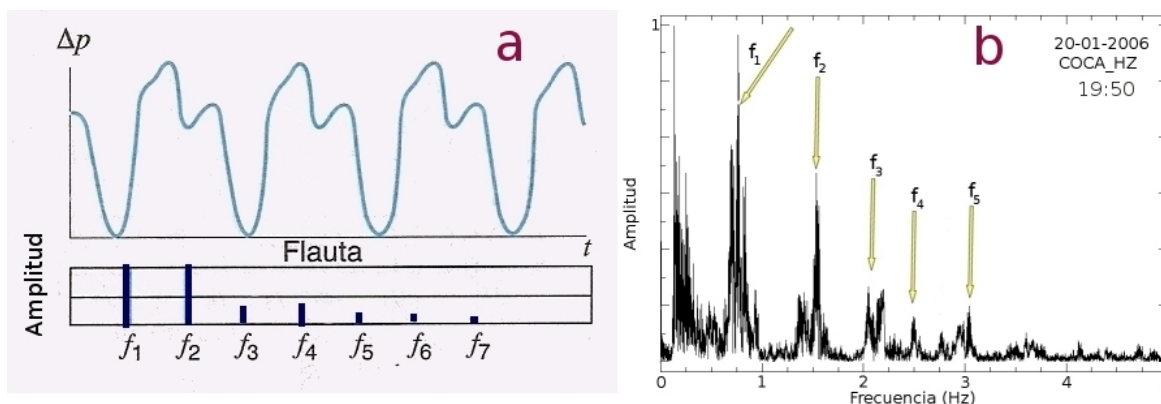 Δp
a
Flauta
t
Amplitud
f1 f2 f3 f4 f5 f6 f7
b
20-01-2006
COCA_HZ
19:50
f1
f2
f3
f4
f5
1
Amplitud
0 1 2 3 4
Frecuencia (Hz)